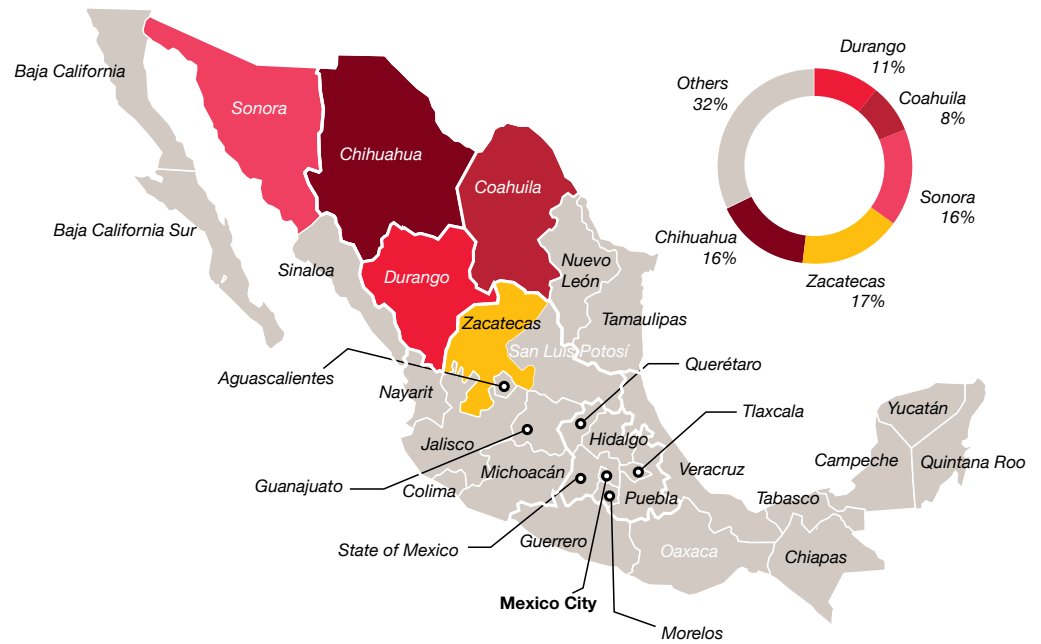 Baja California
Sonora
Chihuahua
Coahuila
Baja California Sur
Sinaloa
Durango
Nuevo
León
Zacatecas
Tamaulipas
San Luis Potosí
Aguascalientes
Nayarit
Querétaro
Tlaxcala
Jalisco
Hidalgo
Guanajuato
Colima
Michoacán
Veracruz
Puebla
State of Mexico
Guerrero
Mexico City
Morelos
Oaxaca
Tabasco
Chiapas
Campeche
Yucatán
Quintana Roo
Durango
11%
Coahuila
8%
Sonora
16%
Zacatecas
17%
Chihuahua
16%
Others
32%